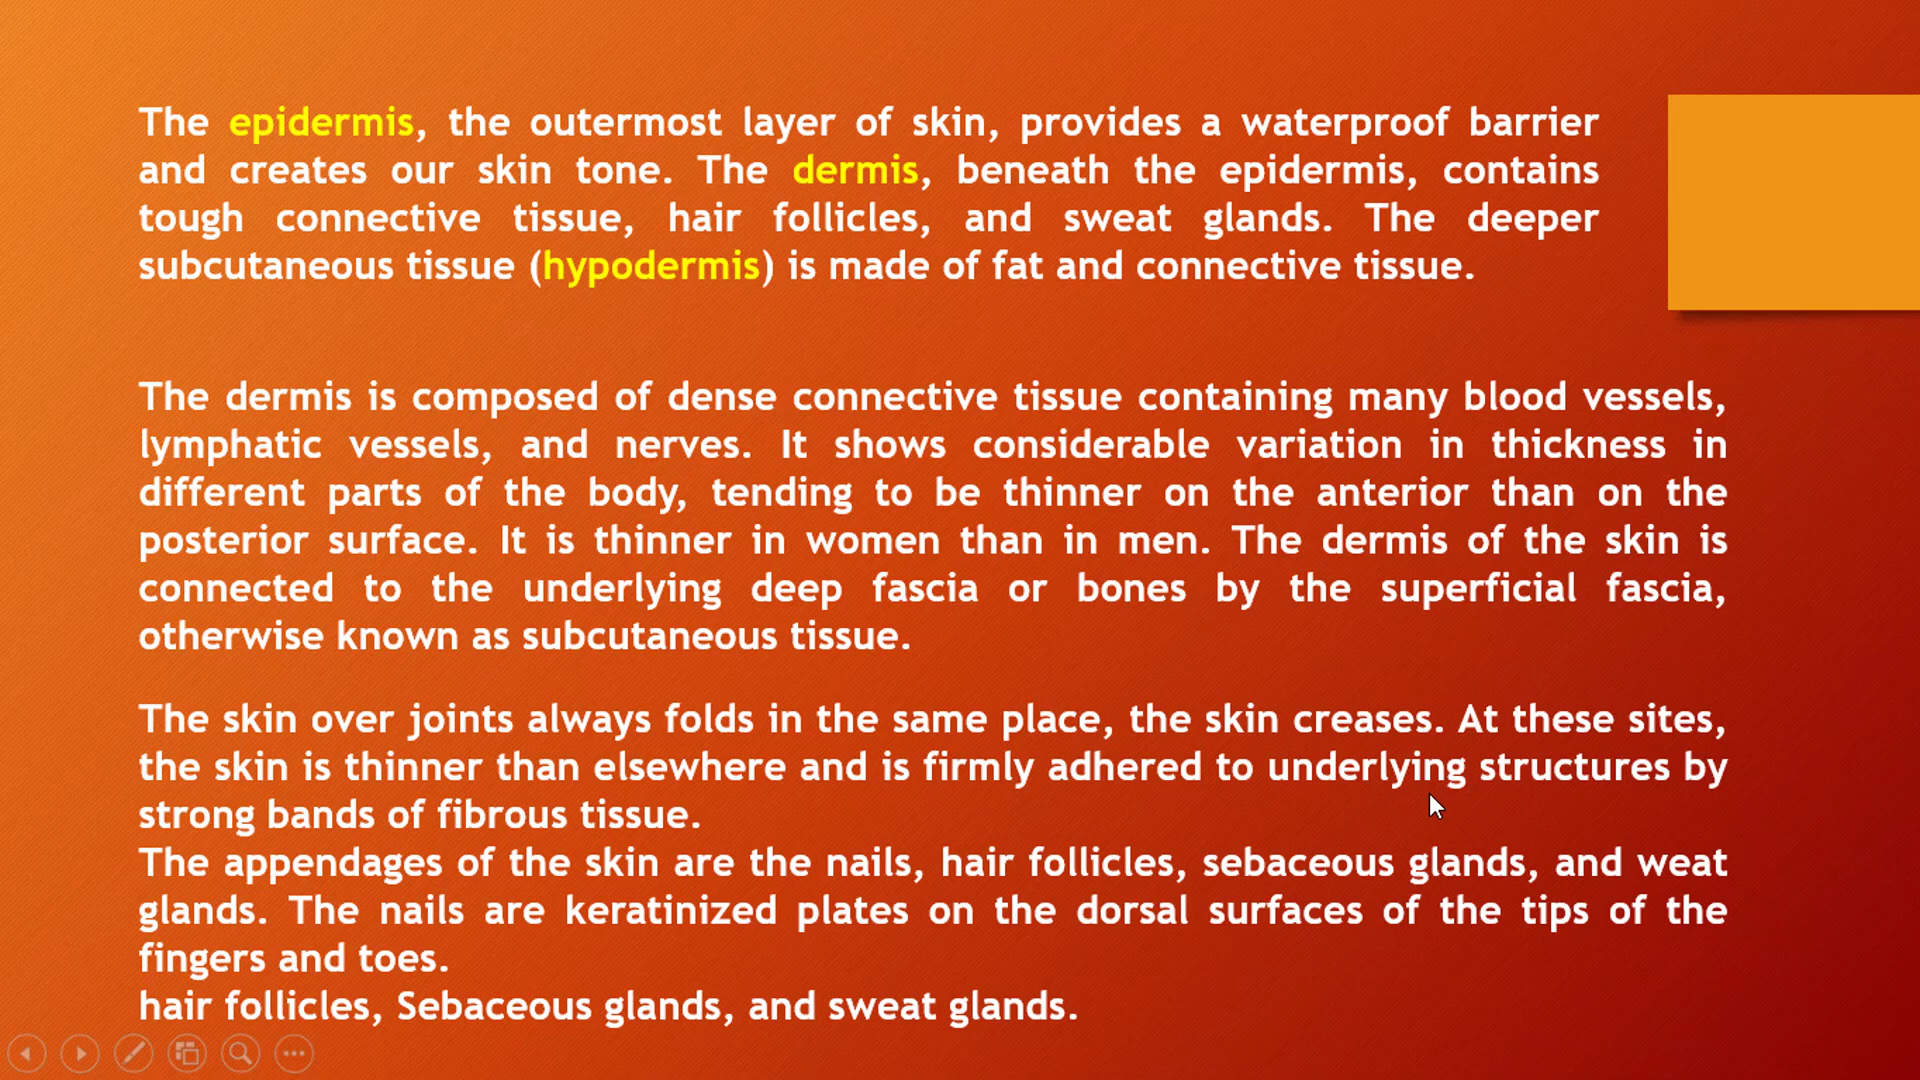 The epidermis, the outermost layer of skin, provides a waterproof barrier
and creates our skin tone. The dermis, beneath the epidermis, contains
tough connective tissue, hair follicles, and sweat glands. The deeper
subcutaneous tissue (hypodermis) is made of fat and connective tissue.
The dermis is composed of dense connective tissue containing many blood vessels,
lymphatic vessels, and nerves. It shows considerable variation in thickness in
different parts of the body, tending to be thinner on the anterior than on the
posterior surface. It is thinner in women than in men. The dermis of the skin is
connected to the underlying deep fascia or bones by the superficial fascia,
otherwise known as subcutaneous tissue.
The skin over joints always folds in the same place, the skin creases. At these sites,
the skin is thinner than elsewhere and is firmly adhered to underlying structures by
strong bands of fibrous tissue.
The appendages of the skin are the nails, hair follicles, sebaceous glands, and weat
glands. The nails are keratinized plates on the dorsal surfaces of the tips of the
fingers and toes.
hair follicles, Sebaceous glands, and sweat glands.